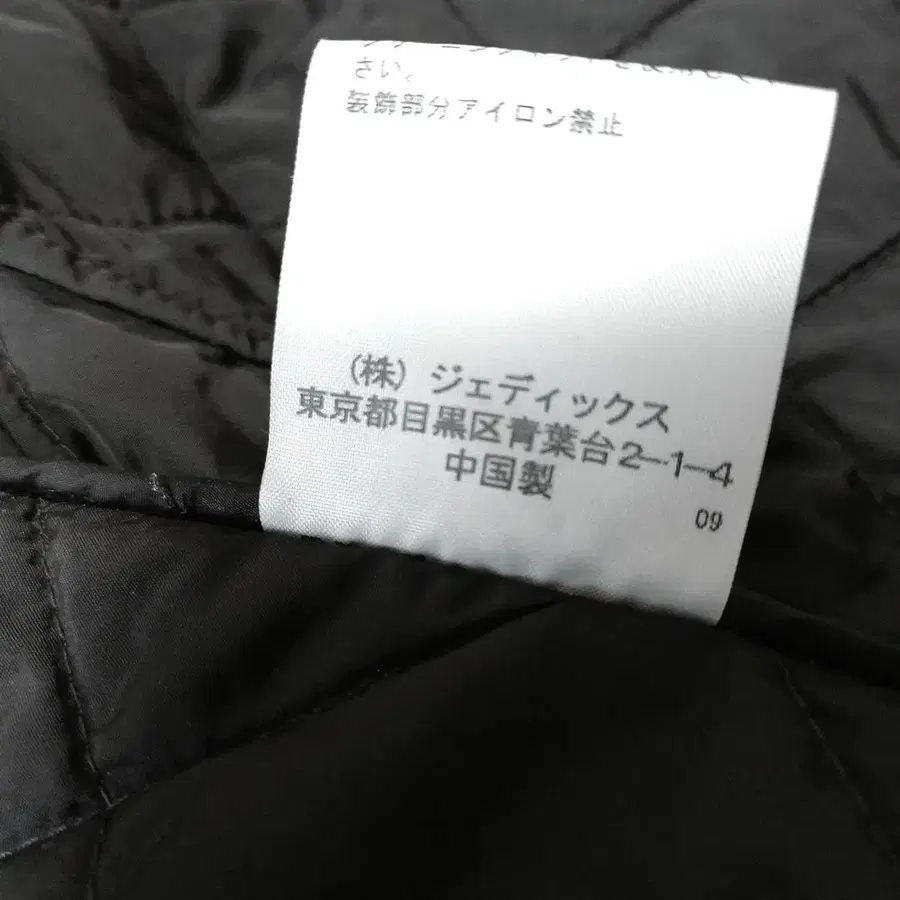 さい。
装飾部分アイロン禁止
(株) ジェディックス
東京都目黒区青葉台2-1-4
中国製
09